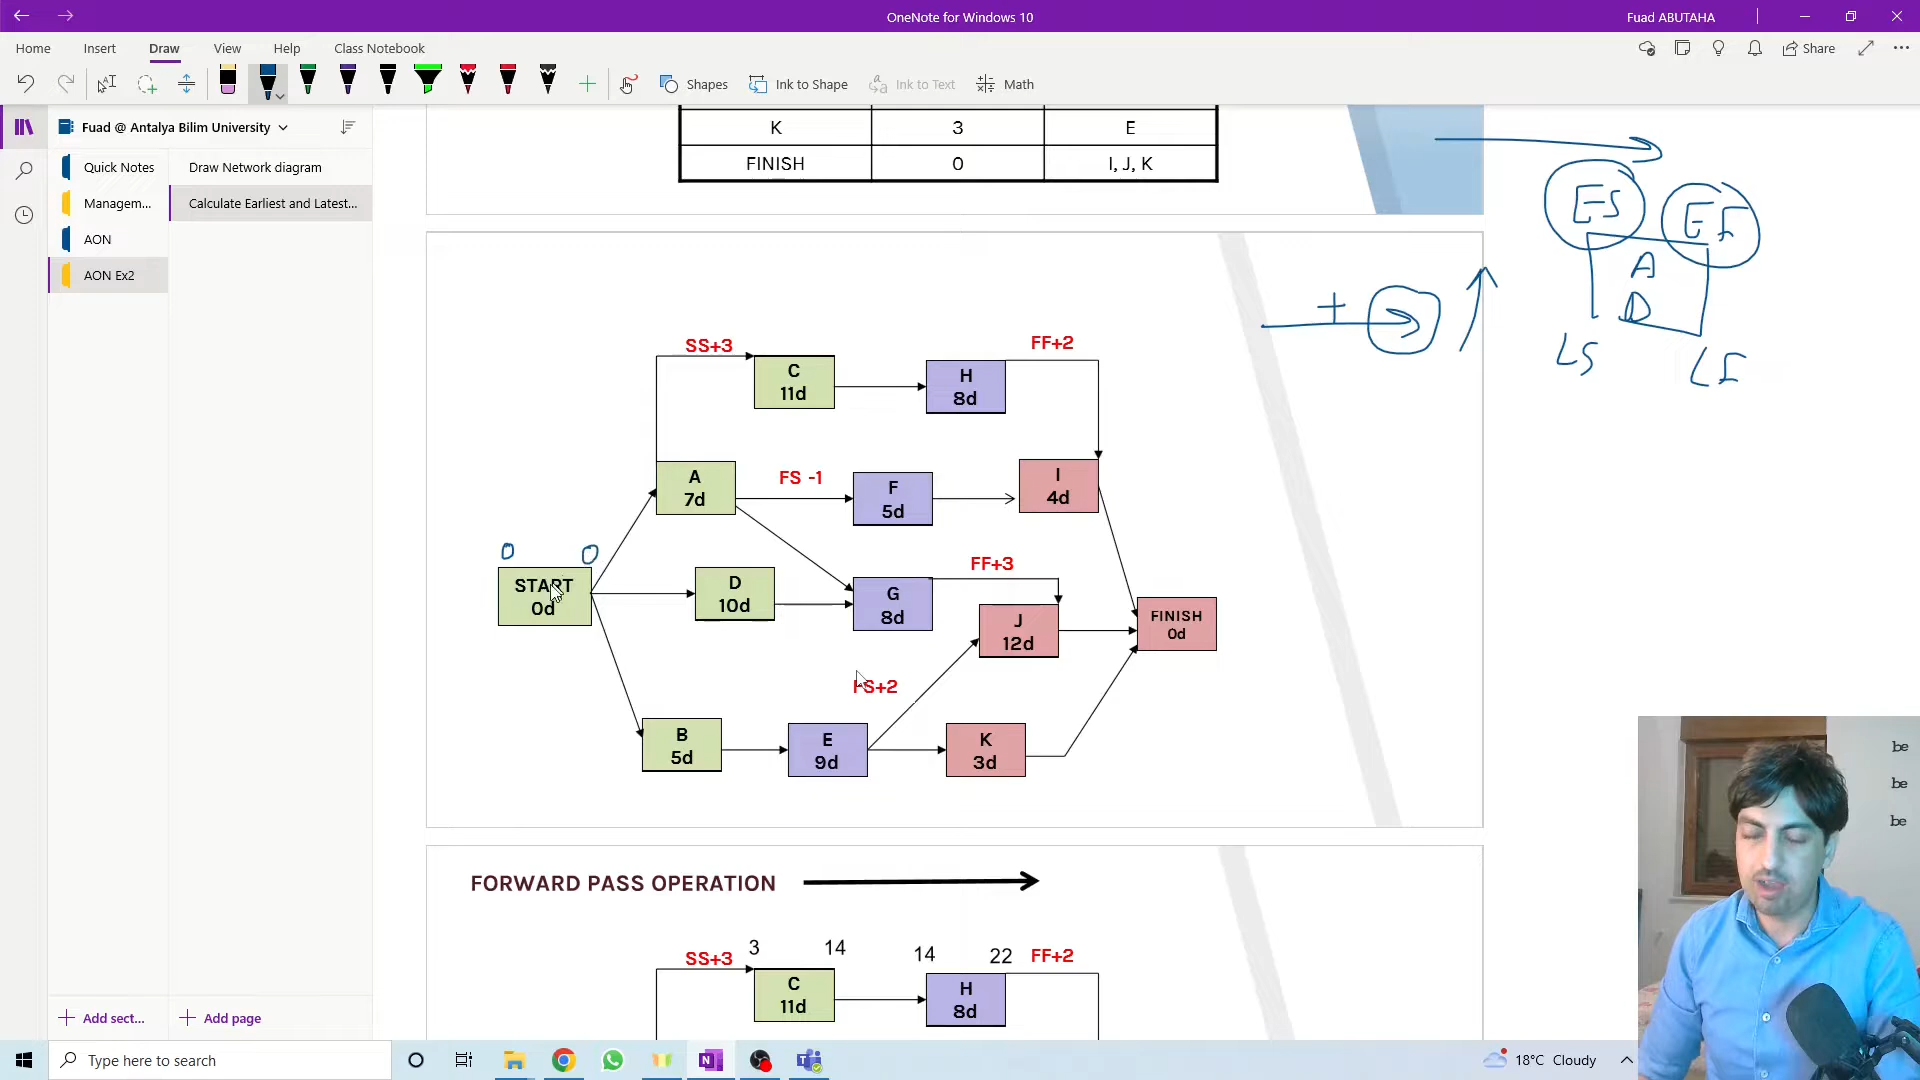 OneNote for Windows 10
Fuad ABUTAHA
Home Insert Draw View Help Class Notebook
Share
Shapes Ink to Shape Ink to Text Math
Fuad @ Antalya Bilim University
Quick Notes
Managem...
AON
AON Ex2
Draw Network diagram
Calculate Earliest and Latest...
K 3 E
FINISH 0 I, J, K
ES EF
A
D
LS LF
+
SS+3
C
11d
H
8d
FF+2
A
7d
FS -1
F
5d
I
4d
0 0
START
0d
D
10d
G
8d
FF+3
J
12d
FINISH
0d
FS+2
B
5d
E
9d
K
3d
FORWARD PASS OPERATION
SS+3 3 14 14 22 FF+2
C
11d
H
8d
be
be
be
Add sect...
Add page
Type here to search
18°C Cloudy